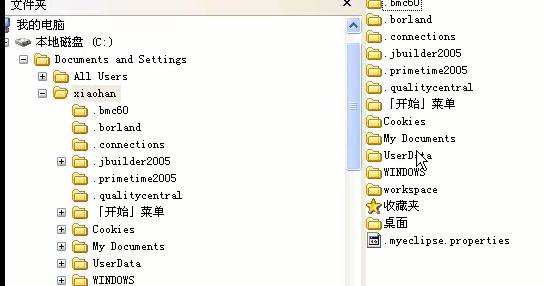 文件夹
我的电脑
本地磁盘 (C:)
Documents and Settings
All Users
xiaohan
.bmc60
.borland
.connections
.jbuilder2005
.primetime2005
.qualitycentral
「开始」菜单
Cookies
My Documents
UserData
WINDOWS
.bmc60
.borland
.connections
.jbuilder2005
.primetime2005
.qualitycentral
「开始」菜单
Cookies
My Documents
UserData
WINDOWS
workspace
收藏夹
桌面
.myeclipse.properties